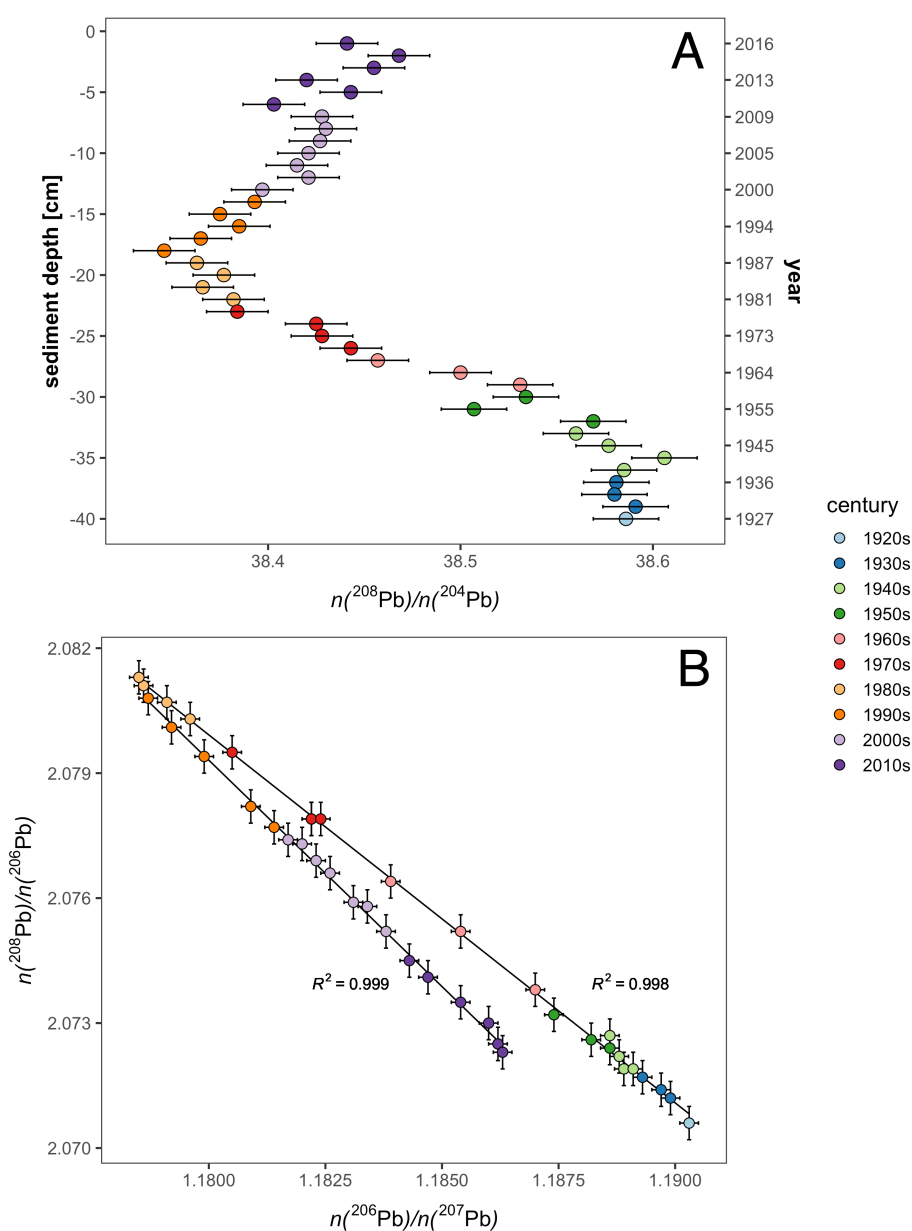 A
0
-5
-10
-15
-20
-25
-30
-35
-40
sediment depth [cm]
2016
2013
2009
2005
2000
1994
1987
1981
1973
1964
1955
1945
1936
1927
year
38.4 38.5 38.6
n(²⁰⁸Pb)/n(²⁰⁴Pb)
century
1920s
1930s
1940s
1950s
1960s
1970s
1980s
1990s
2000s
2010s
B
2.082
2.079
2.076
2.073
2.070
n(²⁰⁸Pb)/n(²⁰⁶Pb)
R² = 0.999
R² = 0.998
1.1800 1.1825 1.1850 1.1875 1.1900
n(²⁰⁶Pb)/n(²⁰⁷Pb)